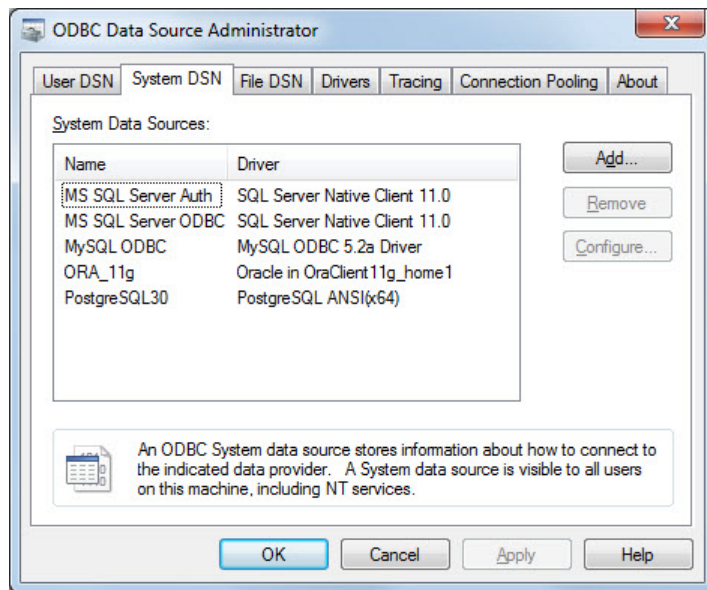 ODBC Data Source Administrator
User DSN System DSN File DSN Drivers Tracing Connection Pooling About
System Data Sources:
Name Driver
MS SQL Server Auth SQL Server Native Client 11.0
MS SQL Server ODBC SQL Server Native Client 11.0
MySQL ODBC MySQL ODBC 5.2a Driver
ORA_11g Oracle in OraClient11g_home1
PostgreSQL30 PostgreSQL ANSI(x64)
Add...
Remove
Configure...
An ODBC System data source stores information about how to connect to
the indicated data provider. A System data source is visible to all users
on this machine, including NT services.
OK Cancel Apply Help